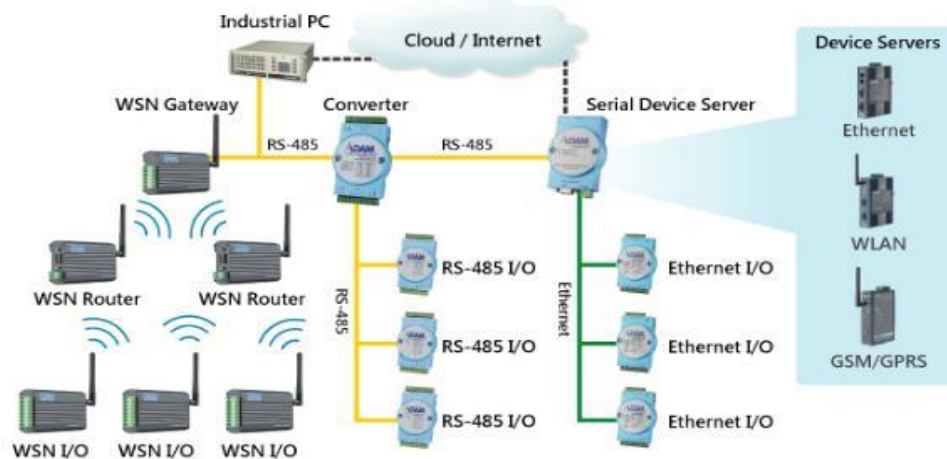 Industrial PC
Cloud / Internet
Device Servers
WSN Gateway
Converter
Serial Device Server
Ethernet
RS-485
RS-485
ADAM
ADAM
WLAN
WSN Router
WSN Router
RS-485 I/O
Ethernet I/O
RS-485
Ethernet
RS-485 I/O
Ethernet I/O
GSM/GPRS
RS-485 I/O
Ethernet I/O
WSN I/O
WSN I/O
WSN I/O